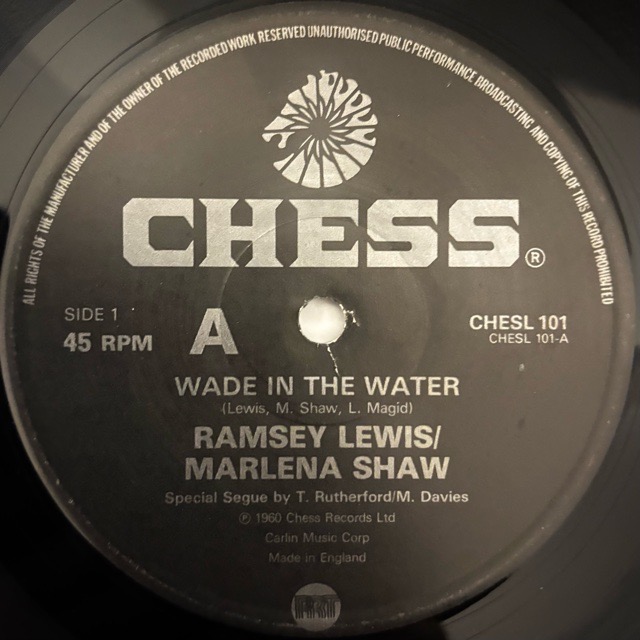 ALL RIGHTS OF THE MANUFACTURER AND OF THE OWNER OF THE RECORDED WORK RESERVED UNAUTHORISED PUBLIC PERFORMANCE BROADCASTING AND COPYING OF THIS RECORD PROHIBITED
CHESS®
SIDE 1
45 RPM
A
CHESL 101
CHESL 101-A
WADE IN THE WATER
(Lewis, M. Shaw, L. Magid)
RAMSEY LEWIS/
MARLENA SHAW
Special Segue by T. Rutherford/M. Davies
℗ 1960 Chess Records Ltd
Carlin Music Corp
Made in England